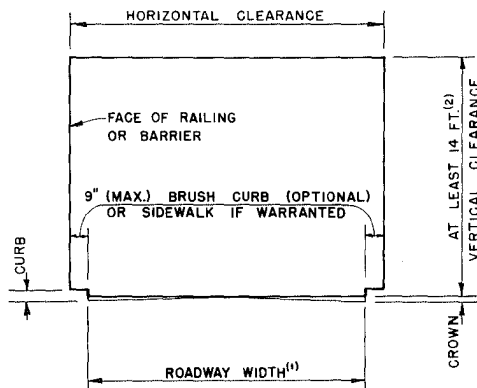 HORIZONTAL CLEARANCE
FACE OF RAILING
OR BARRIER
AT LEAST 14 FT.(2)
VERTICAL CLEARANCE
9" (MAX.) BRUSH CURB (OPTIONAL)
OR SIDEWALK IF WARRANTED
CURB
CROWN
ROADWAY WIDTH(1)